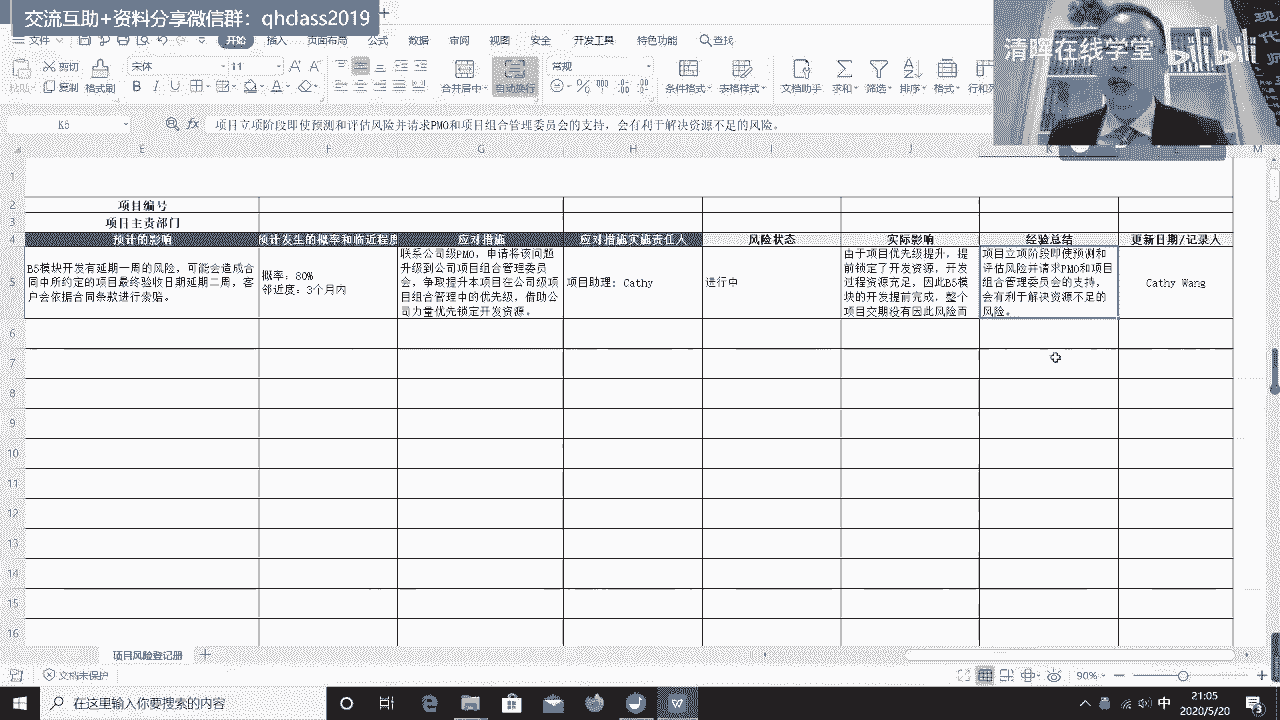 交流互助+资料分享微信群：qhclass2019
清晖在线学堂 bilibili
文件 开始 插入 页面布局 公式 数据 审阅 视图 安全 开发工具 特色功能 查找
剪切 宋体 11 常规
复制 格式刷 B I U 合并居中 自动换行 条件格式 表格样式 文档助手 求和 筛选 排序 格式
K5 fx 项目立项阶段即使预测和评估风险并请求PMO和项目组合管理委员会的支持，会有利于解决资源不足的风险。
E F G H I J K M
1
2 项目编号
3 项目主责部门
4 预计的影响 预计发生的概率和临近程度 应对措施 应对措施实施责任人 风险状态 实际影响 经验总结 更新日期/记录人
B5模块开发有延期一周的风险，可能会造成合
同中所约定的项目最终验收日期延期二周，客
户会依据合同条款进行索赔。
概率：80%
邻近度：3个月内
联系公司级PMO，申请将该问题
升级到公司项目组合管理委员
会，争取提升本项目在公司级项
目组合管理中的优先级，借助公
司力量优先锁定开发资源。
项目助理：Cathy
进行中
由于项目优先级提升，提
前锁定了开发资源，开发
过程资源充足，因此B5模
块的开发提前完成，整个
项目交期没有因此风险而
项目立项阶段即使预测和
评估风险并请求PMO和项目
组合管理委员会的支持，
会有利于解决资源不足的
风险。
Cathy Wang
6
7
8
9
10
11
12
13
14
15
16
项目风险登记册
文档未保护 90%
在这里输入你要搜索的内容 中 21:05
2020/5/20